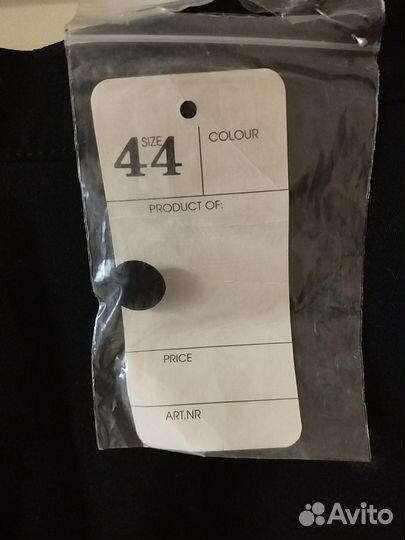 SIZE
44
COLOUR
PRODUCT OF:
PRICE
ART.NR
Avito